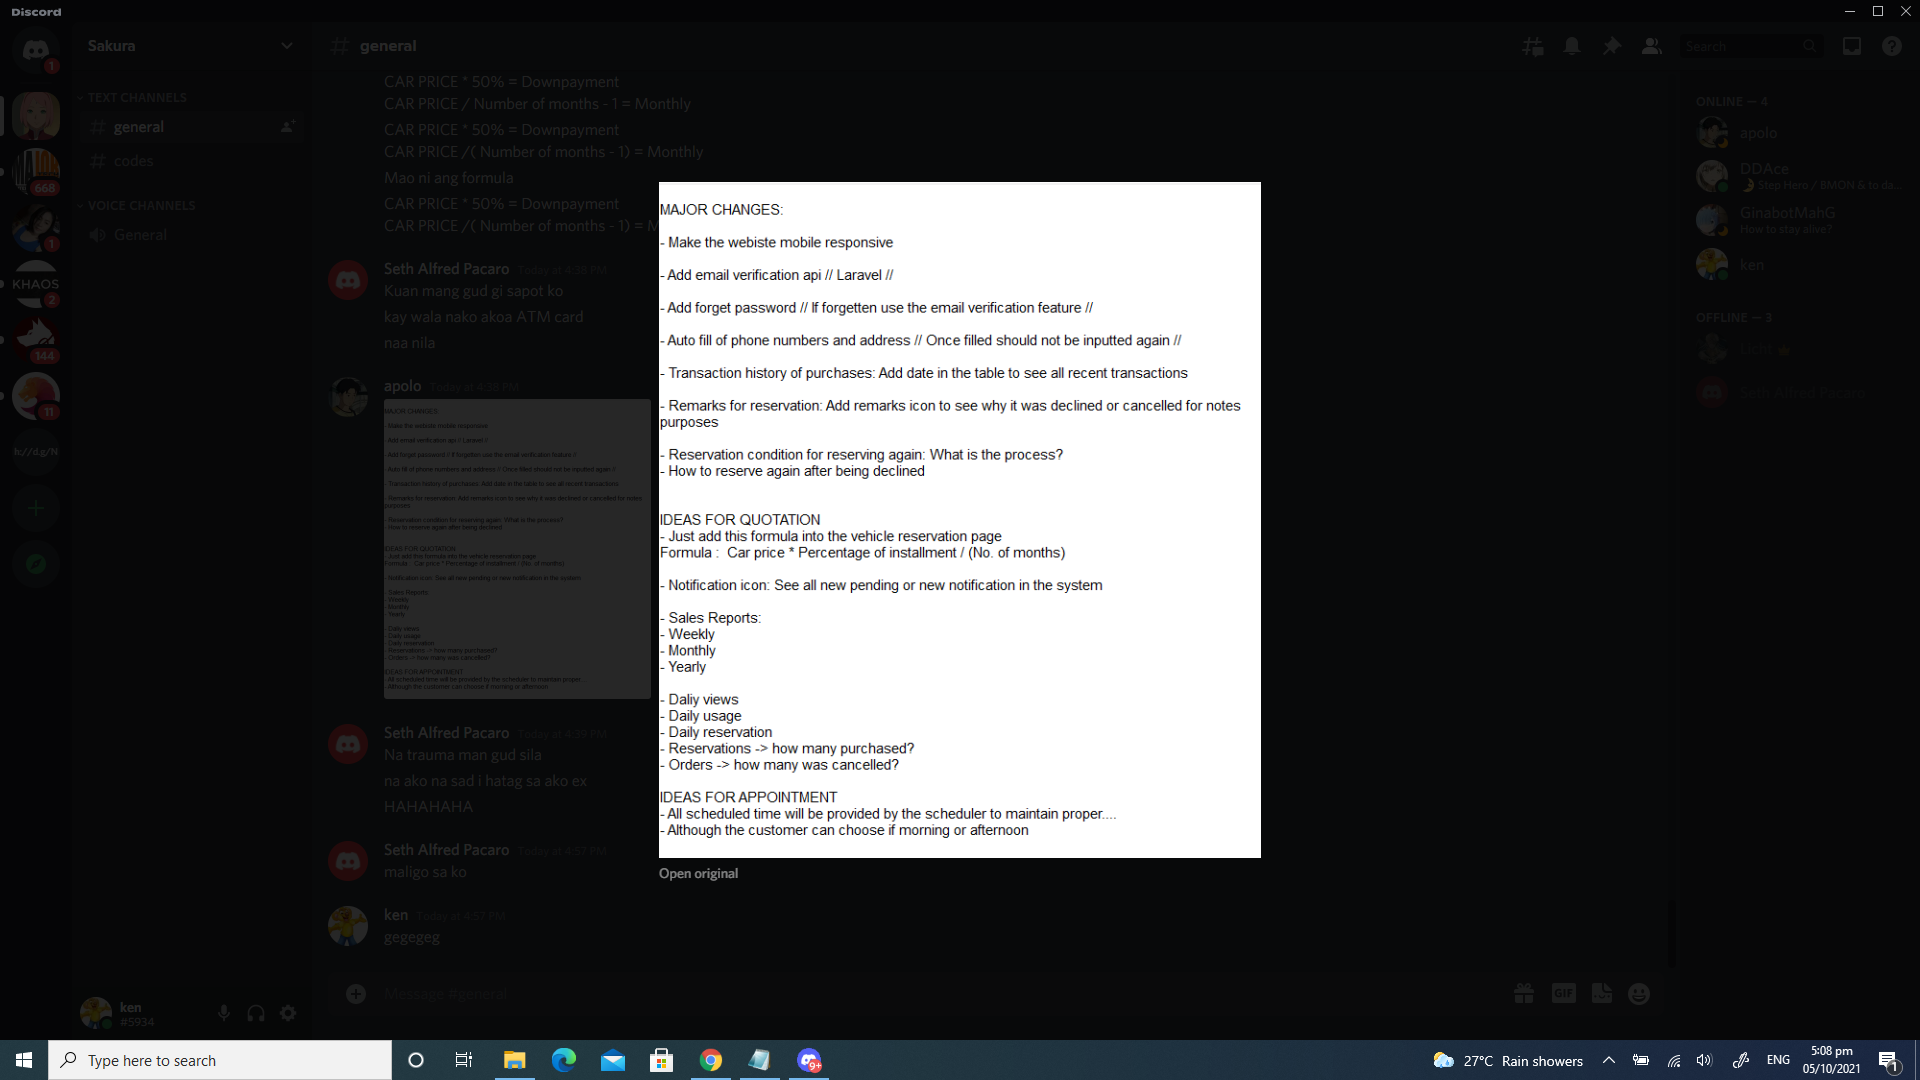 Discord
Sakura
general
Search
TEXT CHANNELS
general
codes
VOICE CHANNELS
General
1
668
1
KHAOS
2
144
11
h://d.g/N
CAR PRICE * 50% = Downpayment
CAR PRICE / Number of months - 1 = Monthly
CAR PRICE * 50% = Downpayment
CAR PRICE /( Number of months - 1) = Monthly
Mao ni ang formula
CAR PRICE * 50% = Downpayment
CAR PRICE /( Number of months - 1) = M
Seth Alfred Pacaro Today at 4:38 PM
Kuan mang gud gi sapot ko
kay wala nako akoa ATM card
naa nila
apolo Today at 4:38 PM
MAJOR CHANGES:
- Make the webiste mobile responsive
- Add email verification api // Laravel //
- Add forget password // If forgetten use the email verification feature //
- Auto fill of phone numbers and address // Once filled should not be inputted again //
- Transaction history of purchases: Add date in the table to see all recent transactions
- Remarks for reservation: Add remarks icon to see why it was declined or cancelled for notes
purposes
- Reservation condition for reserving again: What is the process?
- How to reserve again after being declined
IDEAS FOR QUOTATION
- Just add this formula into the vehicle reservation page
Formula : Car price * Percentage of installment / (No. of months)
- Notification icon: See all new pending or new notification in the system
- Sales Reports:
- Weekly
- Monthly
- Yearly
- Daliy views
- Daily usage
- Daily reservation
- Reservations -> how many purchased?
- Orders -> how many was cancelled?
IDEAS FOR APPOINTMENT
- All scheduled time will be provided by the scheduler to maintain proper....
- Although the customer can choose if morning or afternoon
Open original
Seth Alfred Pacaro Today at 4:39 PM
Na trauma man gud sila
na ako na sad i hatag sa ako ex
HAHAHAHA
Seth Alfred Pacaro Today at 4:57 PM
maligo sa ko
ken Today at 4:57 PM
gegegeg
Message #general
GIF
ONLINE — 4
apolo
DDAce
Step Hero / BMON & to da...
GinabotMahG
How to stay alive?
ken
OFFLINE — 3
Seth Alfred Pacaro
ken
#5934
Type here to search
9+
27°C Rain showers
ENG
5:08 pm
05/10/2021
1